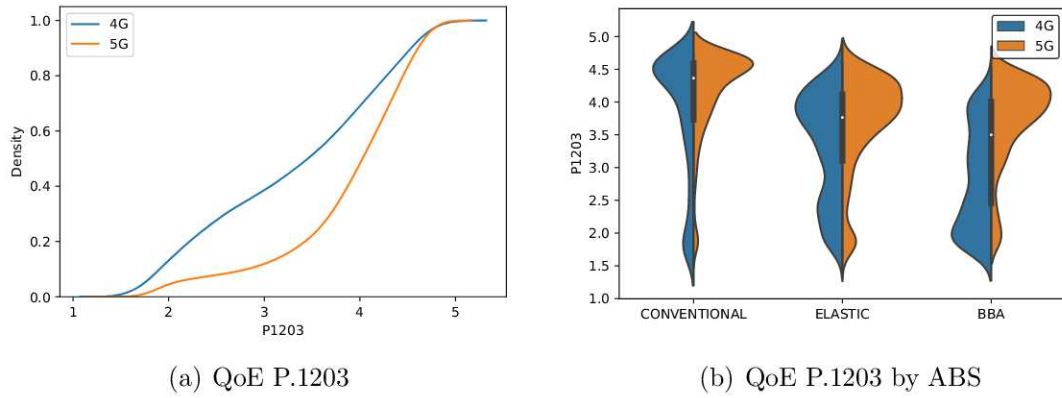 4G
5G
Density
1.0
0.8
0.6
0.4
0.2
0.0
1 2 3 4 5
P1203
(a) QoE P.1203
4G
5G
P1203
5.0
4.5
4.0
3.5
3.0
2.5
2.0
1.5
1.0
CONVENTIONAL ELASTIC BBA
(b) QoE P.1203 by ABS